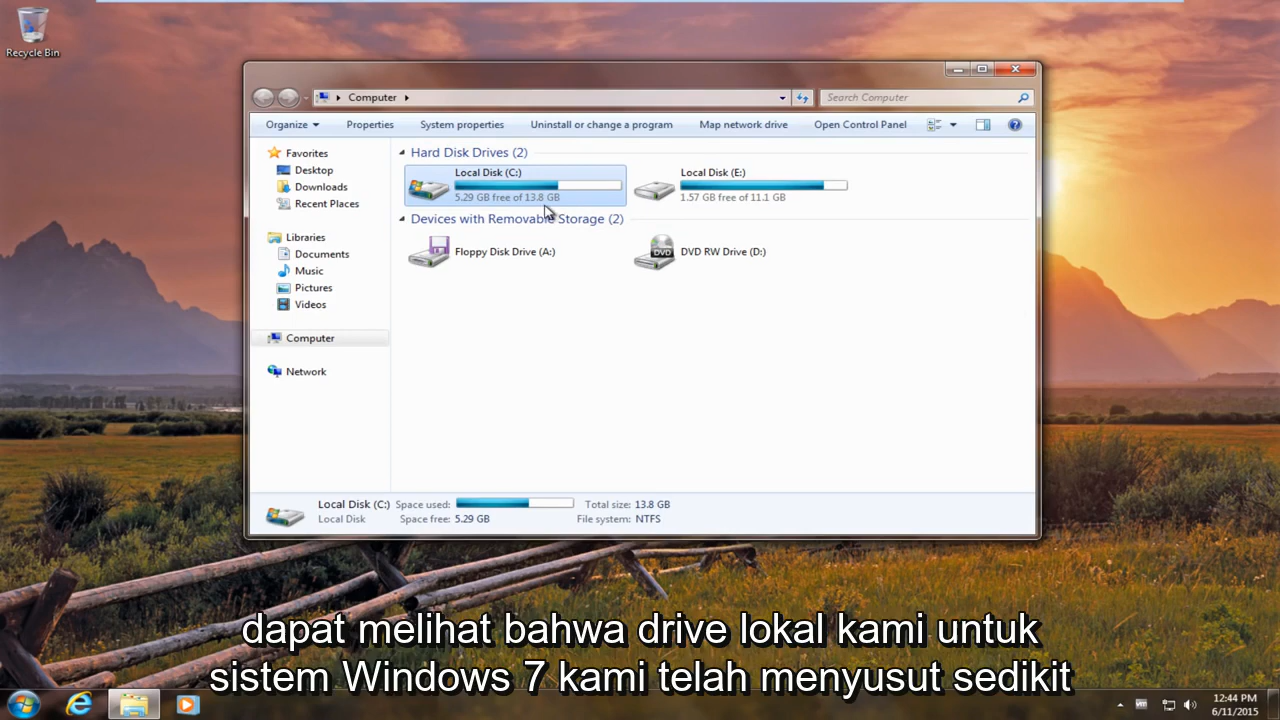 Recycle Bin
Computer
Search Computer
Organize Properties System properties Uninstall or change a program Map network drive Open Control Panel
Favorites
Desktop
Downloads
Recent Places
Libraries
Documents
Music
Pictures
Videos
Computer
Network
Hard Disk Drives (2)
Local Disk (C:)
5.29 GB free of 13.8 GB
Local Disk (E:)
1.57 GB free of 11.1 GB
Devices with Removable Storage (2)
Floppy Disk Drive (A:)
DVD
DVD RW Drive (D:)
Local Disk (C:) Space used: Total size: 13.8 GB
Local Disk Space free: 5.29 GB File system: NTFS
dapat melihat bahwa drive lokal kami untuk
sistem Windows 7 kami telah menyusut sedikit
12:44 PM
6/11/2015